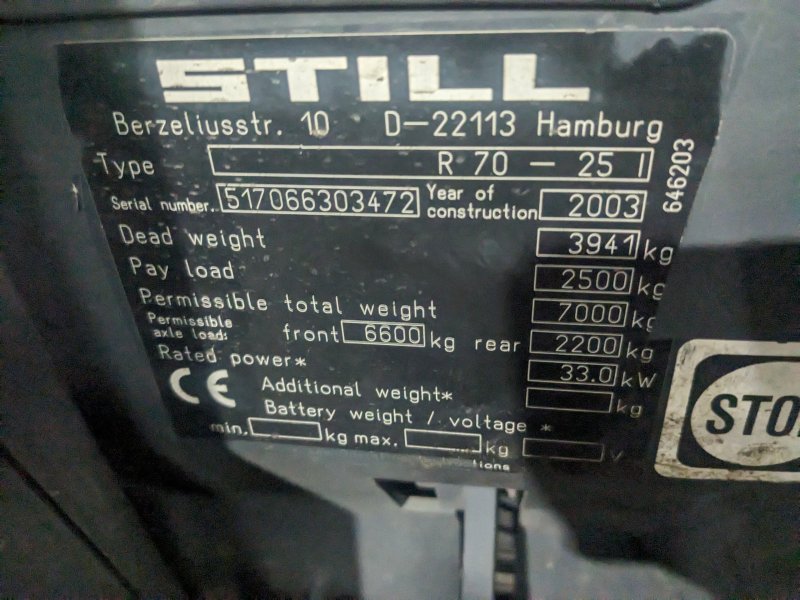 STILL
Berzeliusstr. 10 D-22113 Hamburg
Type R 70 - 25 I
Serial number. 517066303472 Year of construction 2003
646203
Dead weight 3941 kg
Pay load 2500 kg
Permissible total weight 7000 kg
Permissible axle load: front 6600 kg rear 2200 kg
Rated power* 33.0 kW
CE Additional weight* kg
Battery weight / voltage *
min. kg max. kg V